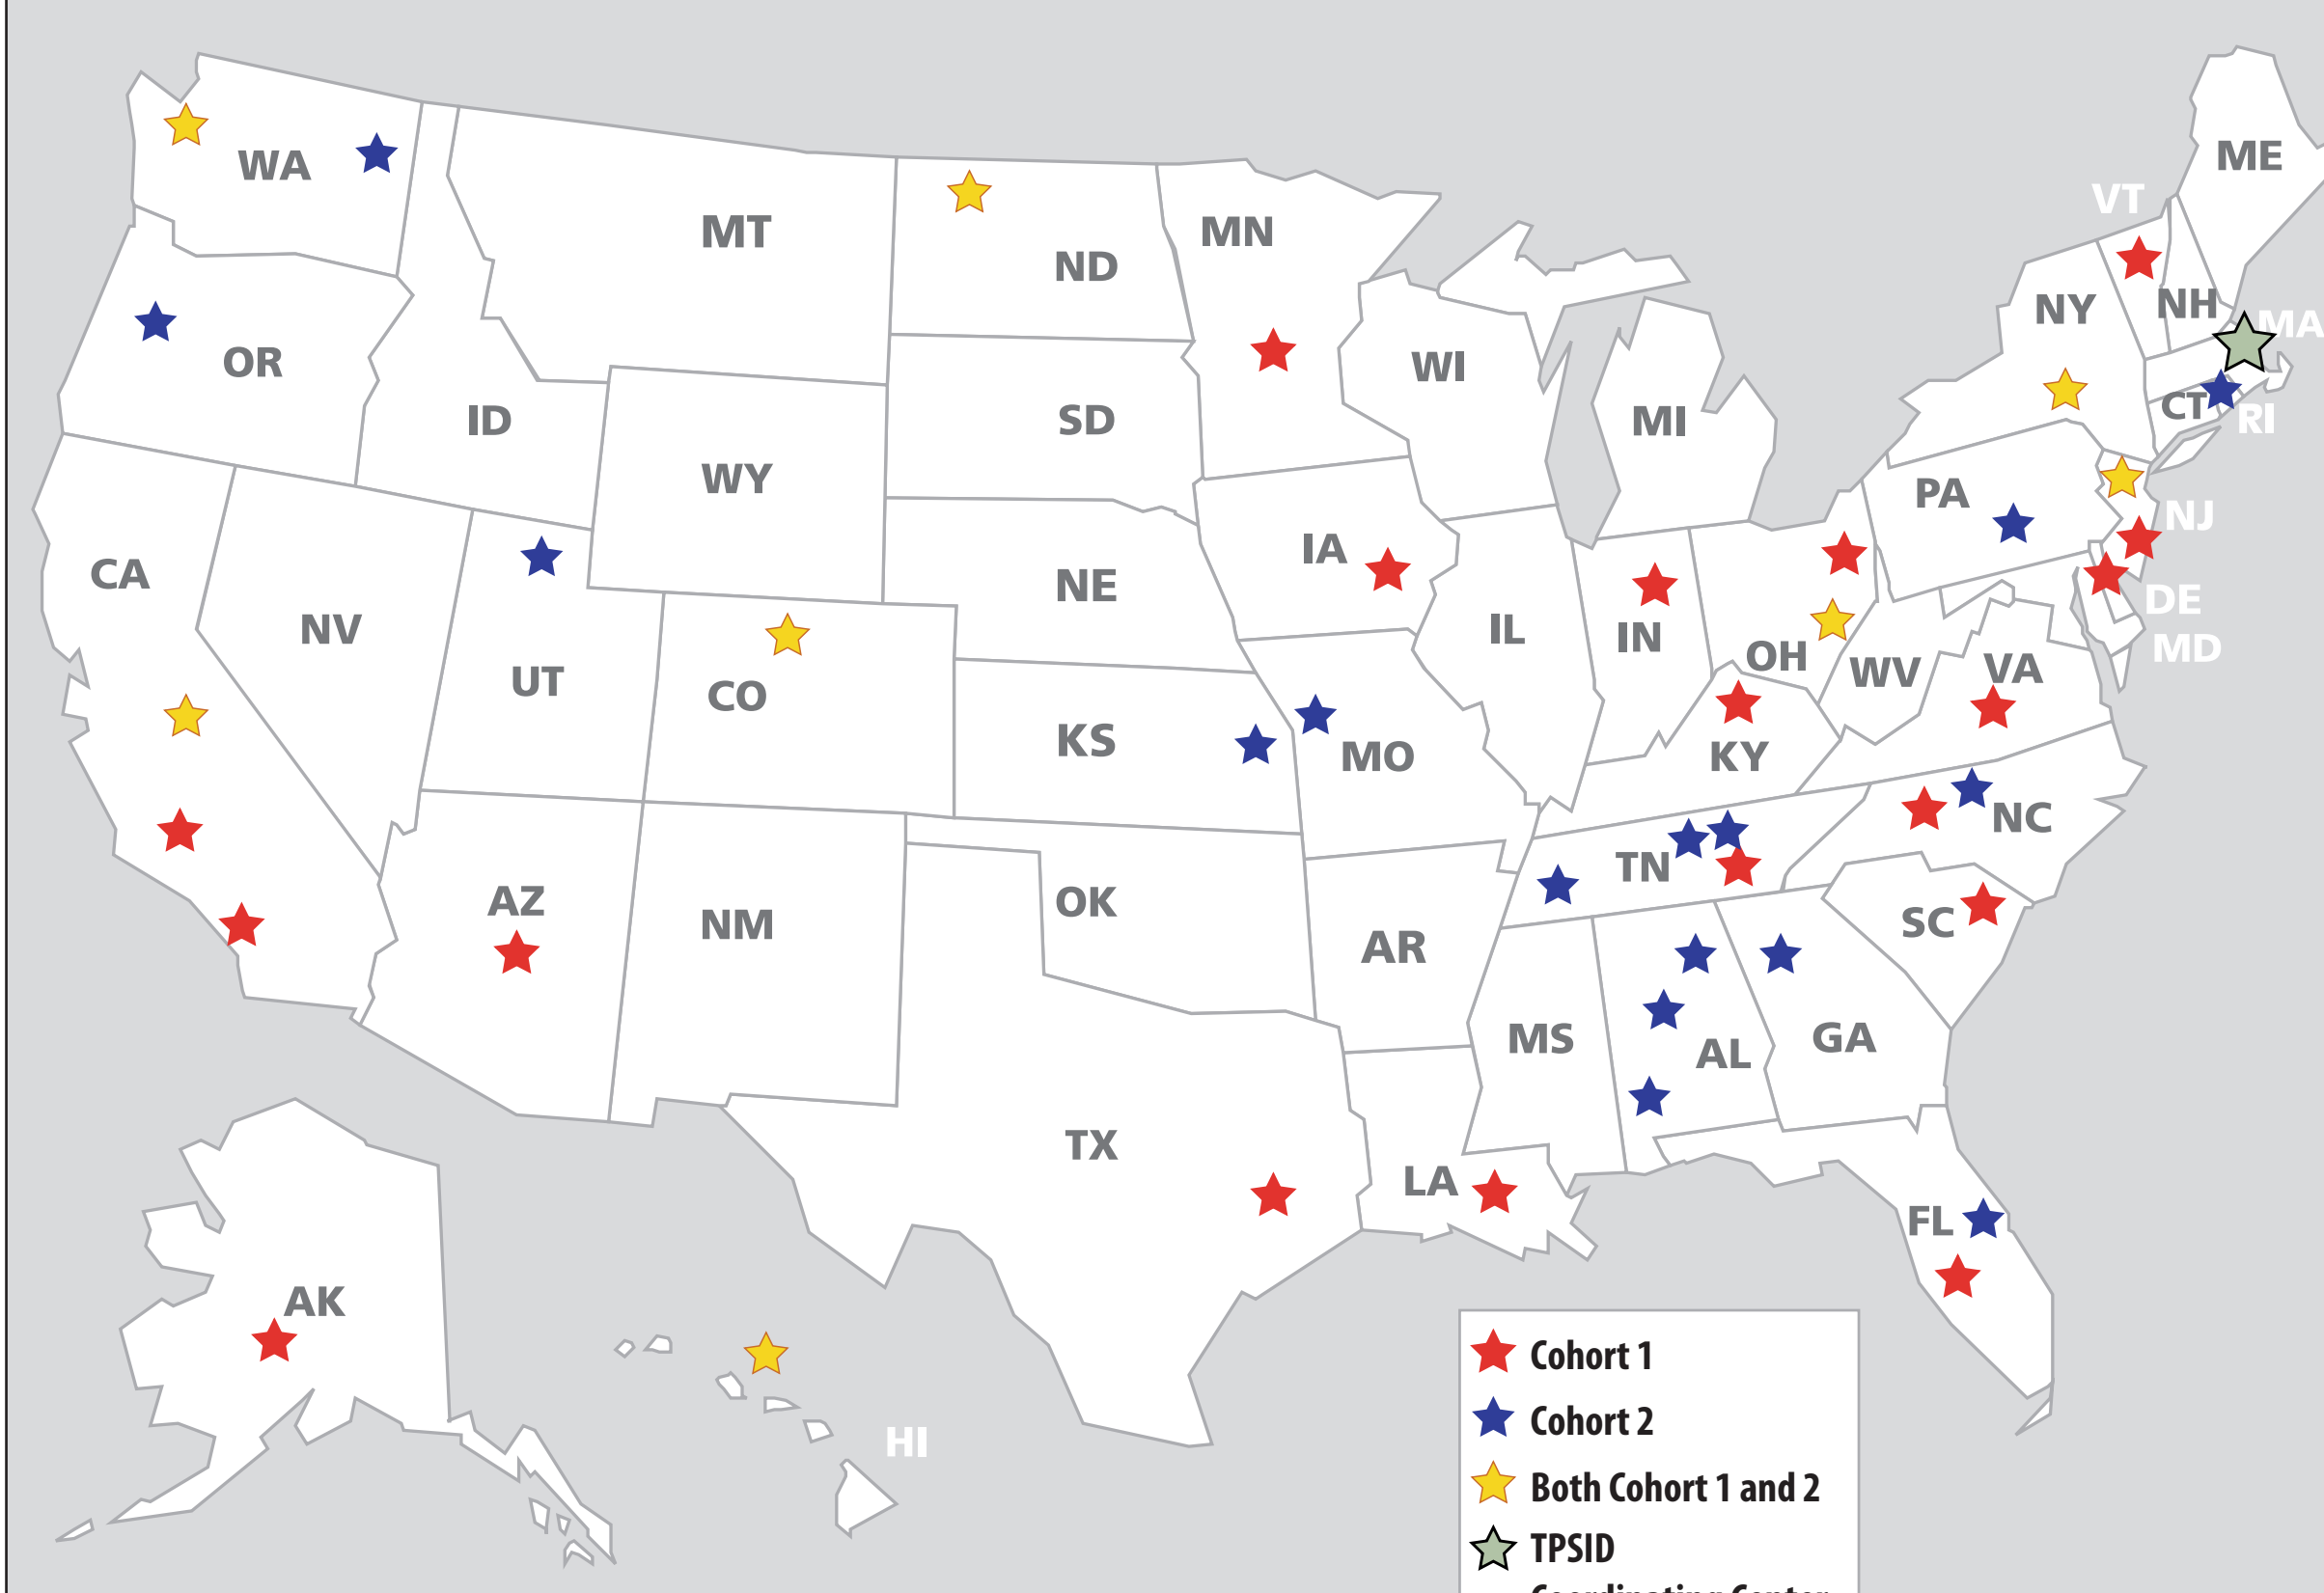 ME
WA
VT
MT
MN
ND
NY
NH
MA
OR
WI
ID
SD
MI
CT
RI
WY
PA
NJ
IA
CA
NE
DE
NV
IL
IN
OH
MD
UT
CO
WV
VA
KS
MO
KY
NC
TN
AZ
NM
OK
SC
AR
MS
AL
GA
TX
LA
FL
AK
HI
Cohort 1
Cohort 2
Both Cohort 1 and 2
TPSID
Coordinating Center